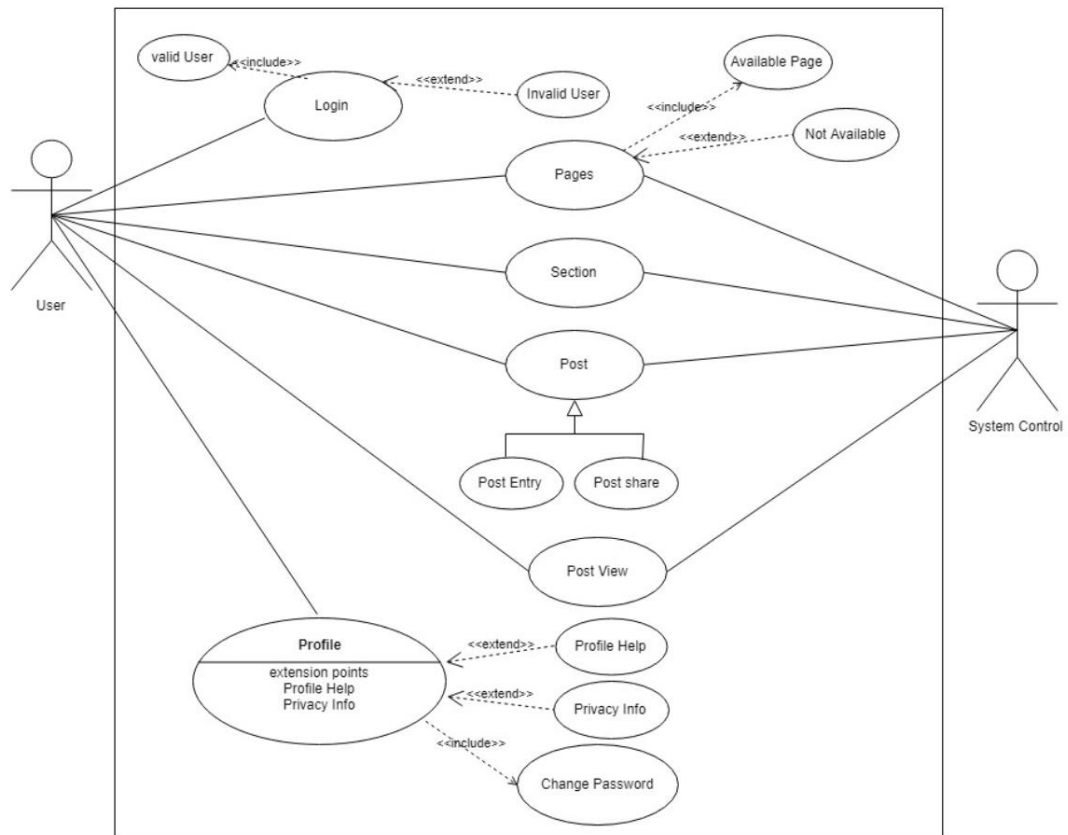 valid User
<<include>>
Login
<<extend>>
Invalid User
Available Page
<<include>>
<<extend>>
Not Available
Pages
Section
User
Post
System Control
Post Entry
Post share
Post View
Profile
extension points
Profile Help
Privacy Info
<<extend>>
Profile Help
<<extend>>
Privacy Info
<<include>>
Change Password